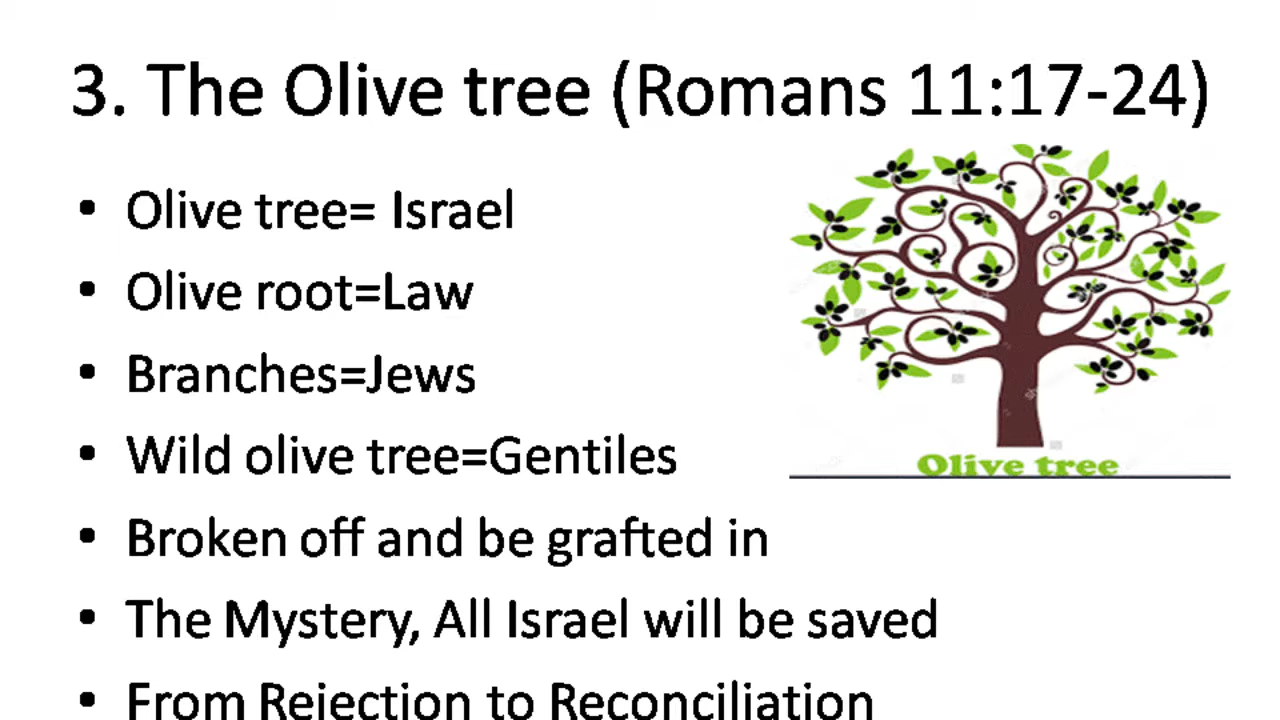 3. The Olive tree (Romans 11:17-24)
• Olive tree= Israel
• Olive root=Law
• Branches=Jews
• Wild olive tree=Gentiles
Olive tree
• Broken off and be grafted in
• The Mystery, All Israel will be saved
• From Rejection to Reconciliation